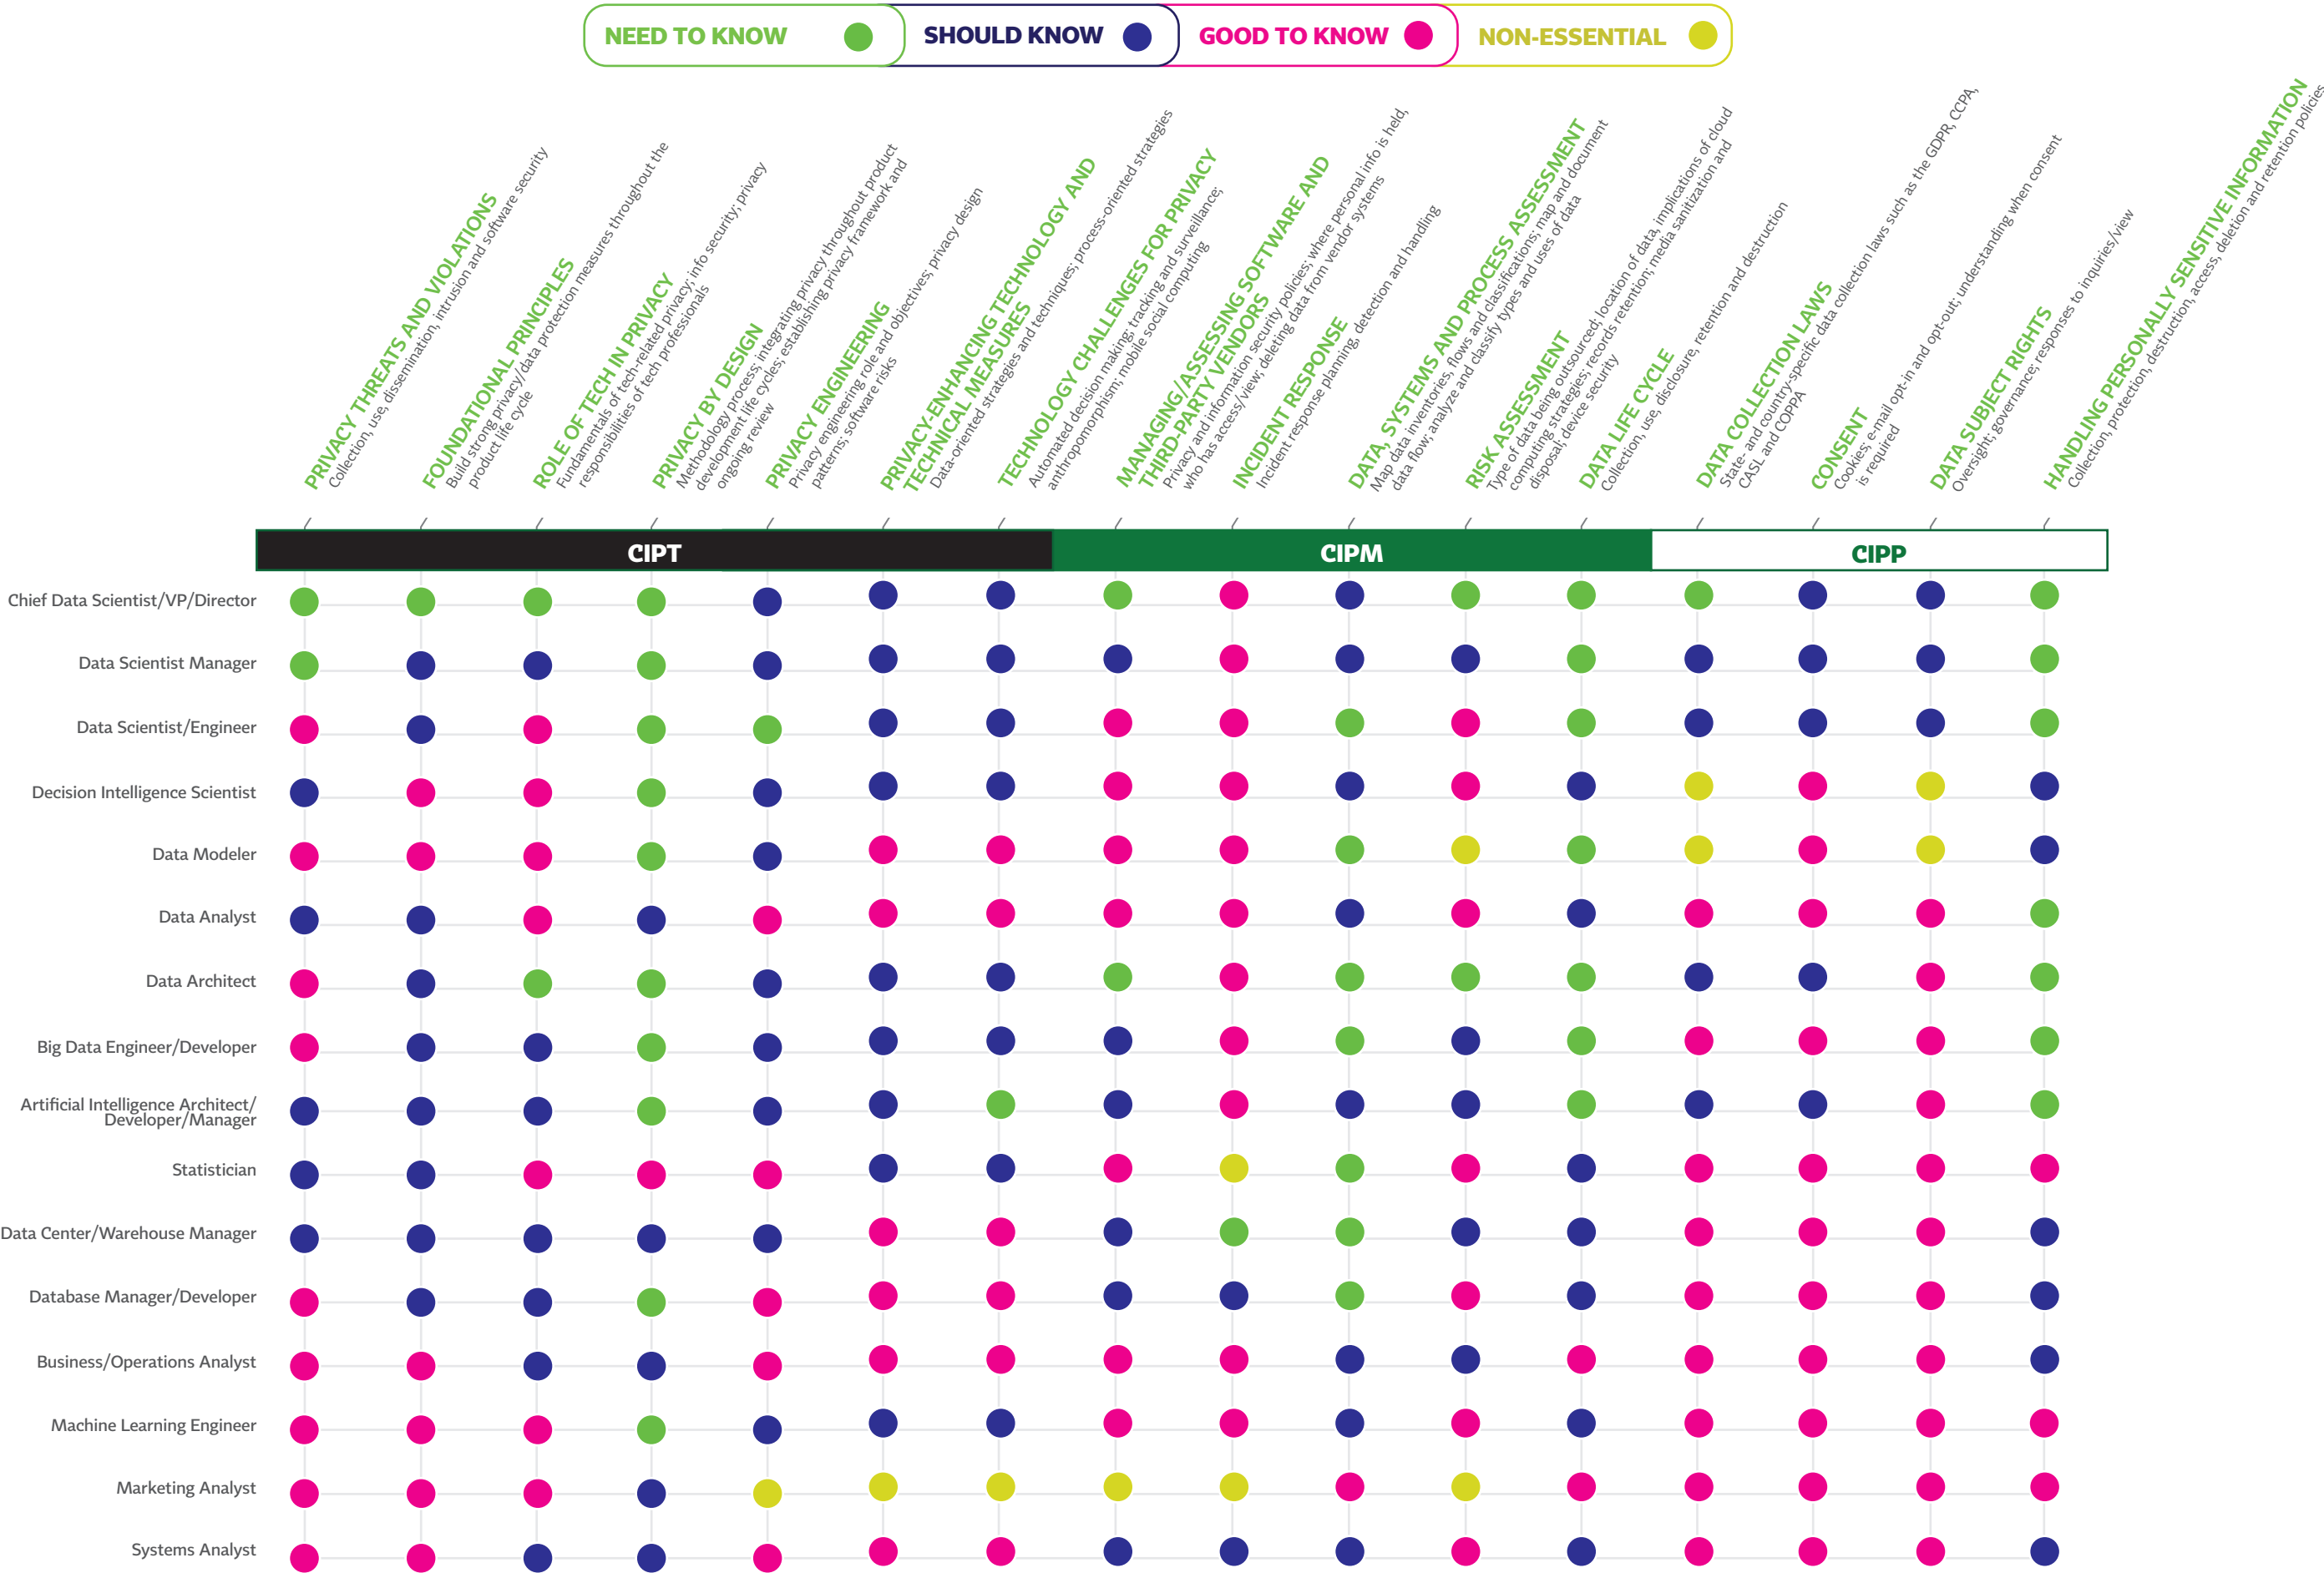 NEED TO KNOW
SHOULD KNOW
GOOD TO KNOW
NON-ESSENTIAL
PRIVACY THREATS AND VIOLATIONS
Collection, use, dissemination, intrusion and software security
FOUNDATIONAL PRINCIPLES
Build strong privacy/data protection measures throughout the
product life cycle
ROLE OF TECH IN PRIVACY
Fundamentals of tech-related privacy; info security; privacy
responsibilities of tech professionals
PRIVACY BY DESIGN
Methodology process; integrating privacy throughout product
development life cycles; establishing privacy framework and
ongoing review
PRIVACY ENGINEERING
Privacy engineering role and objectives; privacy design
patterns; software risks
PRIVACY-ENHANCING TECHNOLOGY AND
TECHNICAL MEASURES
Data-oriented strategies and techniques; process-oriented strategies
TECHNOLOGY CHALLENGES FOR PRIVACY
Automated decision making; tracking and surveillance;
anthropomorphism; mobile social computing
MANAGING/ASSESSING SOFTWARE AND
THIRD-PARTY VENDORS
Privacy and information security policies; where personal info is held,
who has access/view; deleting data from vendor systems
INCIDENT RESPONSE
Incident response planning, detection and handling
DATA, SYSTEMS AND PROCESS ASSESSMENT
Map data inventories, flows and classifications; map and document
data flow; analyze and classify types and uses of data
RISK ASSESSMENT
Type of data being outsourced; location of data, implications of cloud
computing strategies; records retention; media sanitization and
disposal; device security
DATA LIFE CYCLE
Collection, use, disclosure, retention and destruction
DATA COLLECTION LAWS
State- and country-specific data collection laws such as the GDPR, CCPA,
CASL and COPPA
CONSENT
Cookies; e-mail opt-in and opt-out; understanding when consent
is required
DATA SUBJECT RIGHTS
Oversight; governance; responses to inquiries/view
HANDLING PERSONALLY SENSITIVE INFORMATION
Collection, protection, destruction, access, deletion and retention policies
CIPT
CIPM
CIPP
Chief Data Scientist/VP/Director
Data Scientist Manager
Data Scientist/Engineer
Decision Intelligence Scientist
Data Modeler
Data Analyst
Data Architect
Big Data Engineer/Developer
Artificial Intelligence Architect/
Developer/Manager
Statistician
Data Center/Warehouse Manager
Database Manager/Developer
Business/Operations Analyst
Machine Learning Engineer
Marketing Analyst
Systems Analyst